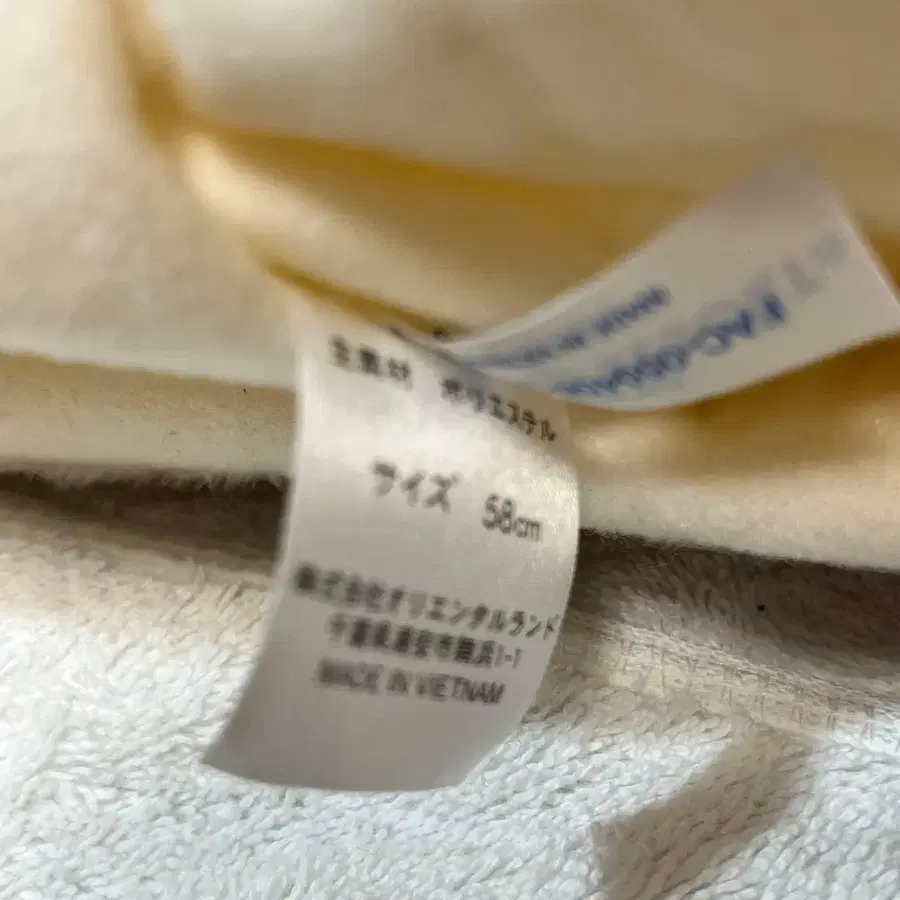 主素材 ポリエステル
サイズ 58cm
株式会社オリエンタルランド
千葉県浦安市舞浜1-1
MADE IN VIETNAM